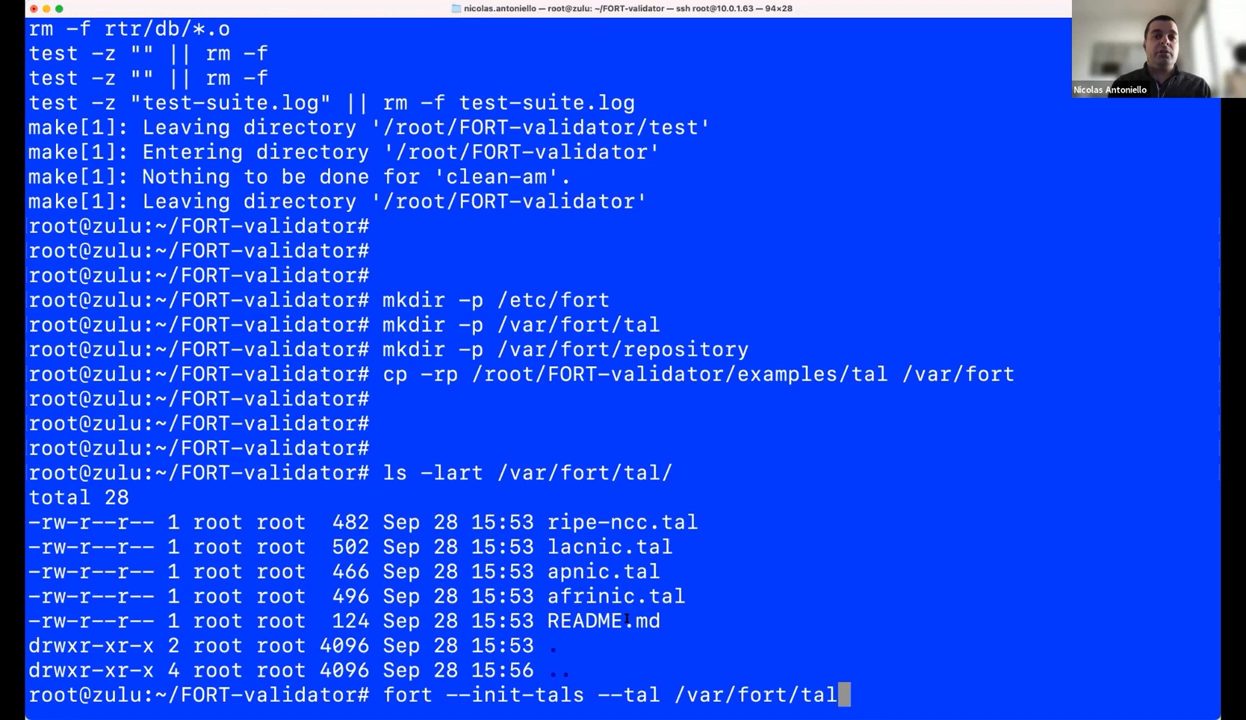 nicolas.antoniello — root@zulu: ~/FORT-validator — ssh root@10.0.1.63 — 94×28
rm -f rtr/db/*.o
test -z "" || rm -f
test -z "" || rm -f
test -z "test-suite.log" || rm -f test-suite.log
make[1]: Leaving directory '/root/FORT-validator/test'
make[1]: Entering directory '/root/FORT-validator'
make[1]: Nothing to be done for 'clean-am'.
make[1]: Leaving directory '/root/FORT-validator'
root@zulu:~/FORT-validator#
root@zulu:~/FORT-validator#
root@zulu:~/FORT-validator#
root@zulu:~/FORT-validator# mkdir -p /etc/fort
root@zulu:~/FORT-validator# mkdir -p /var/fort/tal
root@zulu:~/FORT-validator# mkdir -p /var/fort/repository
root@zulu:~/FORT-validator# cp -rp /root/FORT-validator/examples/tal /var/fort
root@zulu:~/FORT-validator#
root@zulu:~/FORT-validator#
root@zulu:~/FORT-validator#
root@zulu:~/FORT-validator# ls -lart /var/fort/tal/
total 28
-rw-r--r-- 1 root root  482 Sep 28 15:53 ripe-ncc.tal
-rw-r--r-- 1 root root  502 Sep 28 15:53 lacnic.tal
-rw-r--r-- 1 root root  466 Sep 28 15:53 apnic.tal
-rw-r--r-- 1 root root  496 Sep 28 15:53 afrinic.tal
-rw-r--r-- 1 root root  124 Sep 28 15:53 README.md
drwxr-xr-x 2 root root 4096 Sep 28 15:53 .
drwxr-xr-x 4 root root 4096 Sep 28 15:56 ..
root@zulu:~/FORT-validator# fort --init-tals --tal /var/fort/tal
Nicolas Antoniello